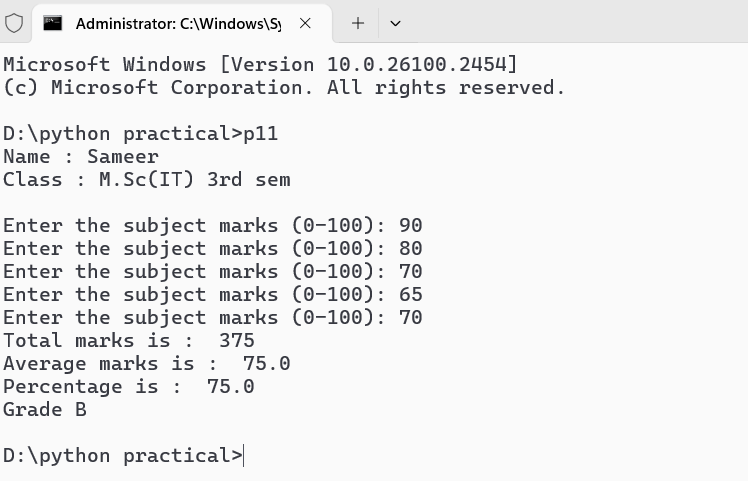 Administrator: C:\Windows\Sy
Microsoft Windows [Version 10.0.26100.2454]
(c) Microsoft Corporation. All rights reserved.
D:\python practical>p11
Name : Sameer
Class : M.Sc(IT) 3rd sem
Enter the subject marks (0-100): 90
Enter the subject marks (0-100): 80
Enter the subject marks (0-100): 70
Enter the subject marks (0-100): 65
Enter the subject marks (0-100): 70
Total marks is :  375
Average marks is :  75.0
Percentage is :  75.0
Grade B
D:\python practical>